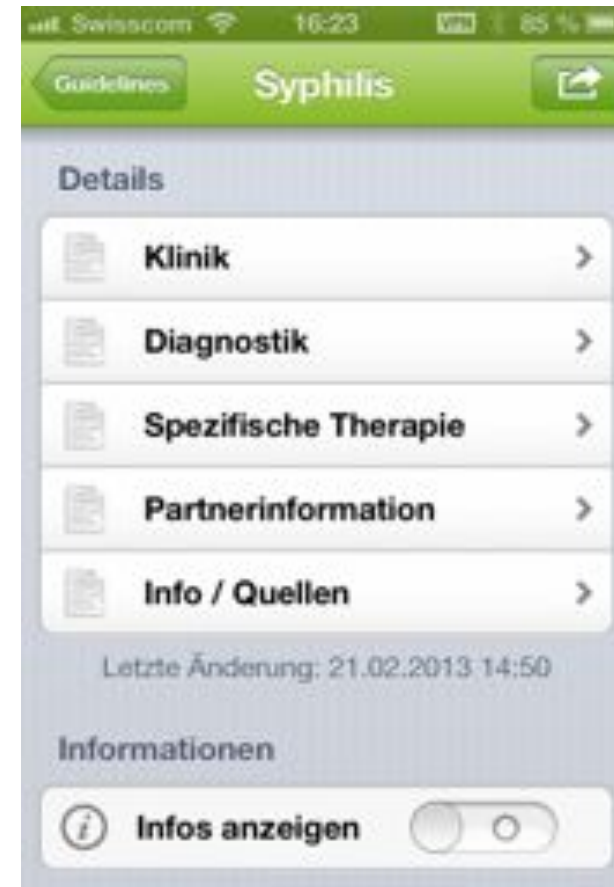 Swisscom 16:23 VPN 85 %
Guidelines Syphilis
Details
Klinik
Diagnostik
Spezifische Therapie
Partnerinformation
Info / Quellen
Letzte Änderung: 21.02.2013 14:50
Informationen
Infos anzeigen